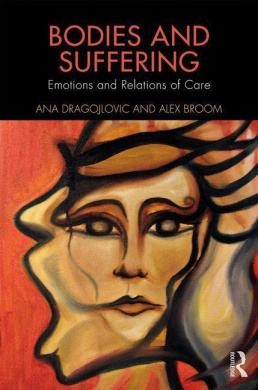 BODIES AND
SUFFERING
Emotions and Relations of Care
ANA DRAGOJLOVIC AND ALEX BROOM
ROUTLEDGE